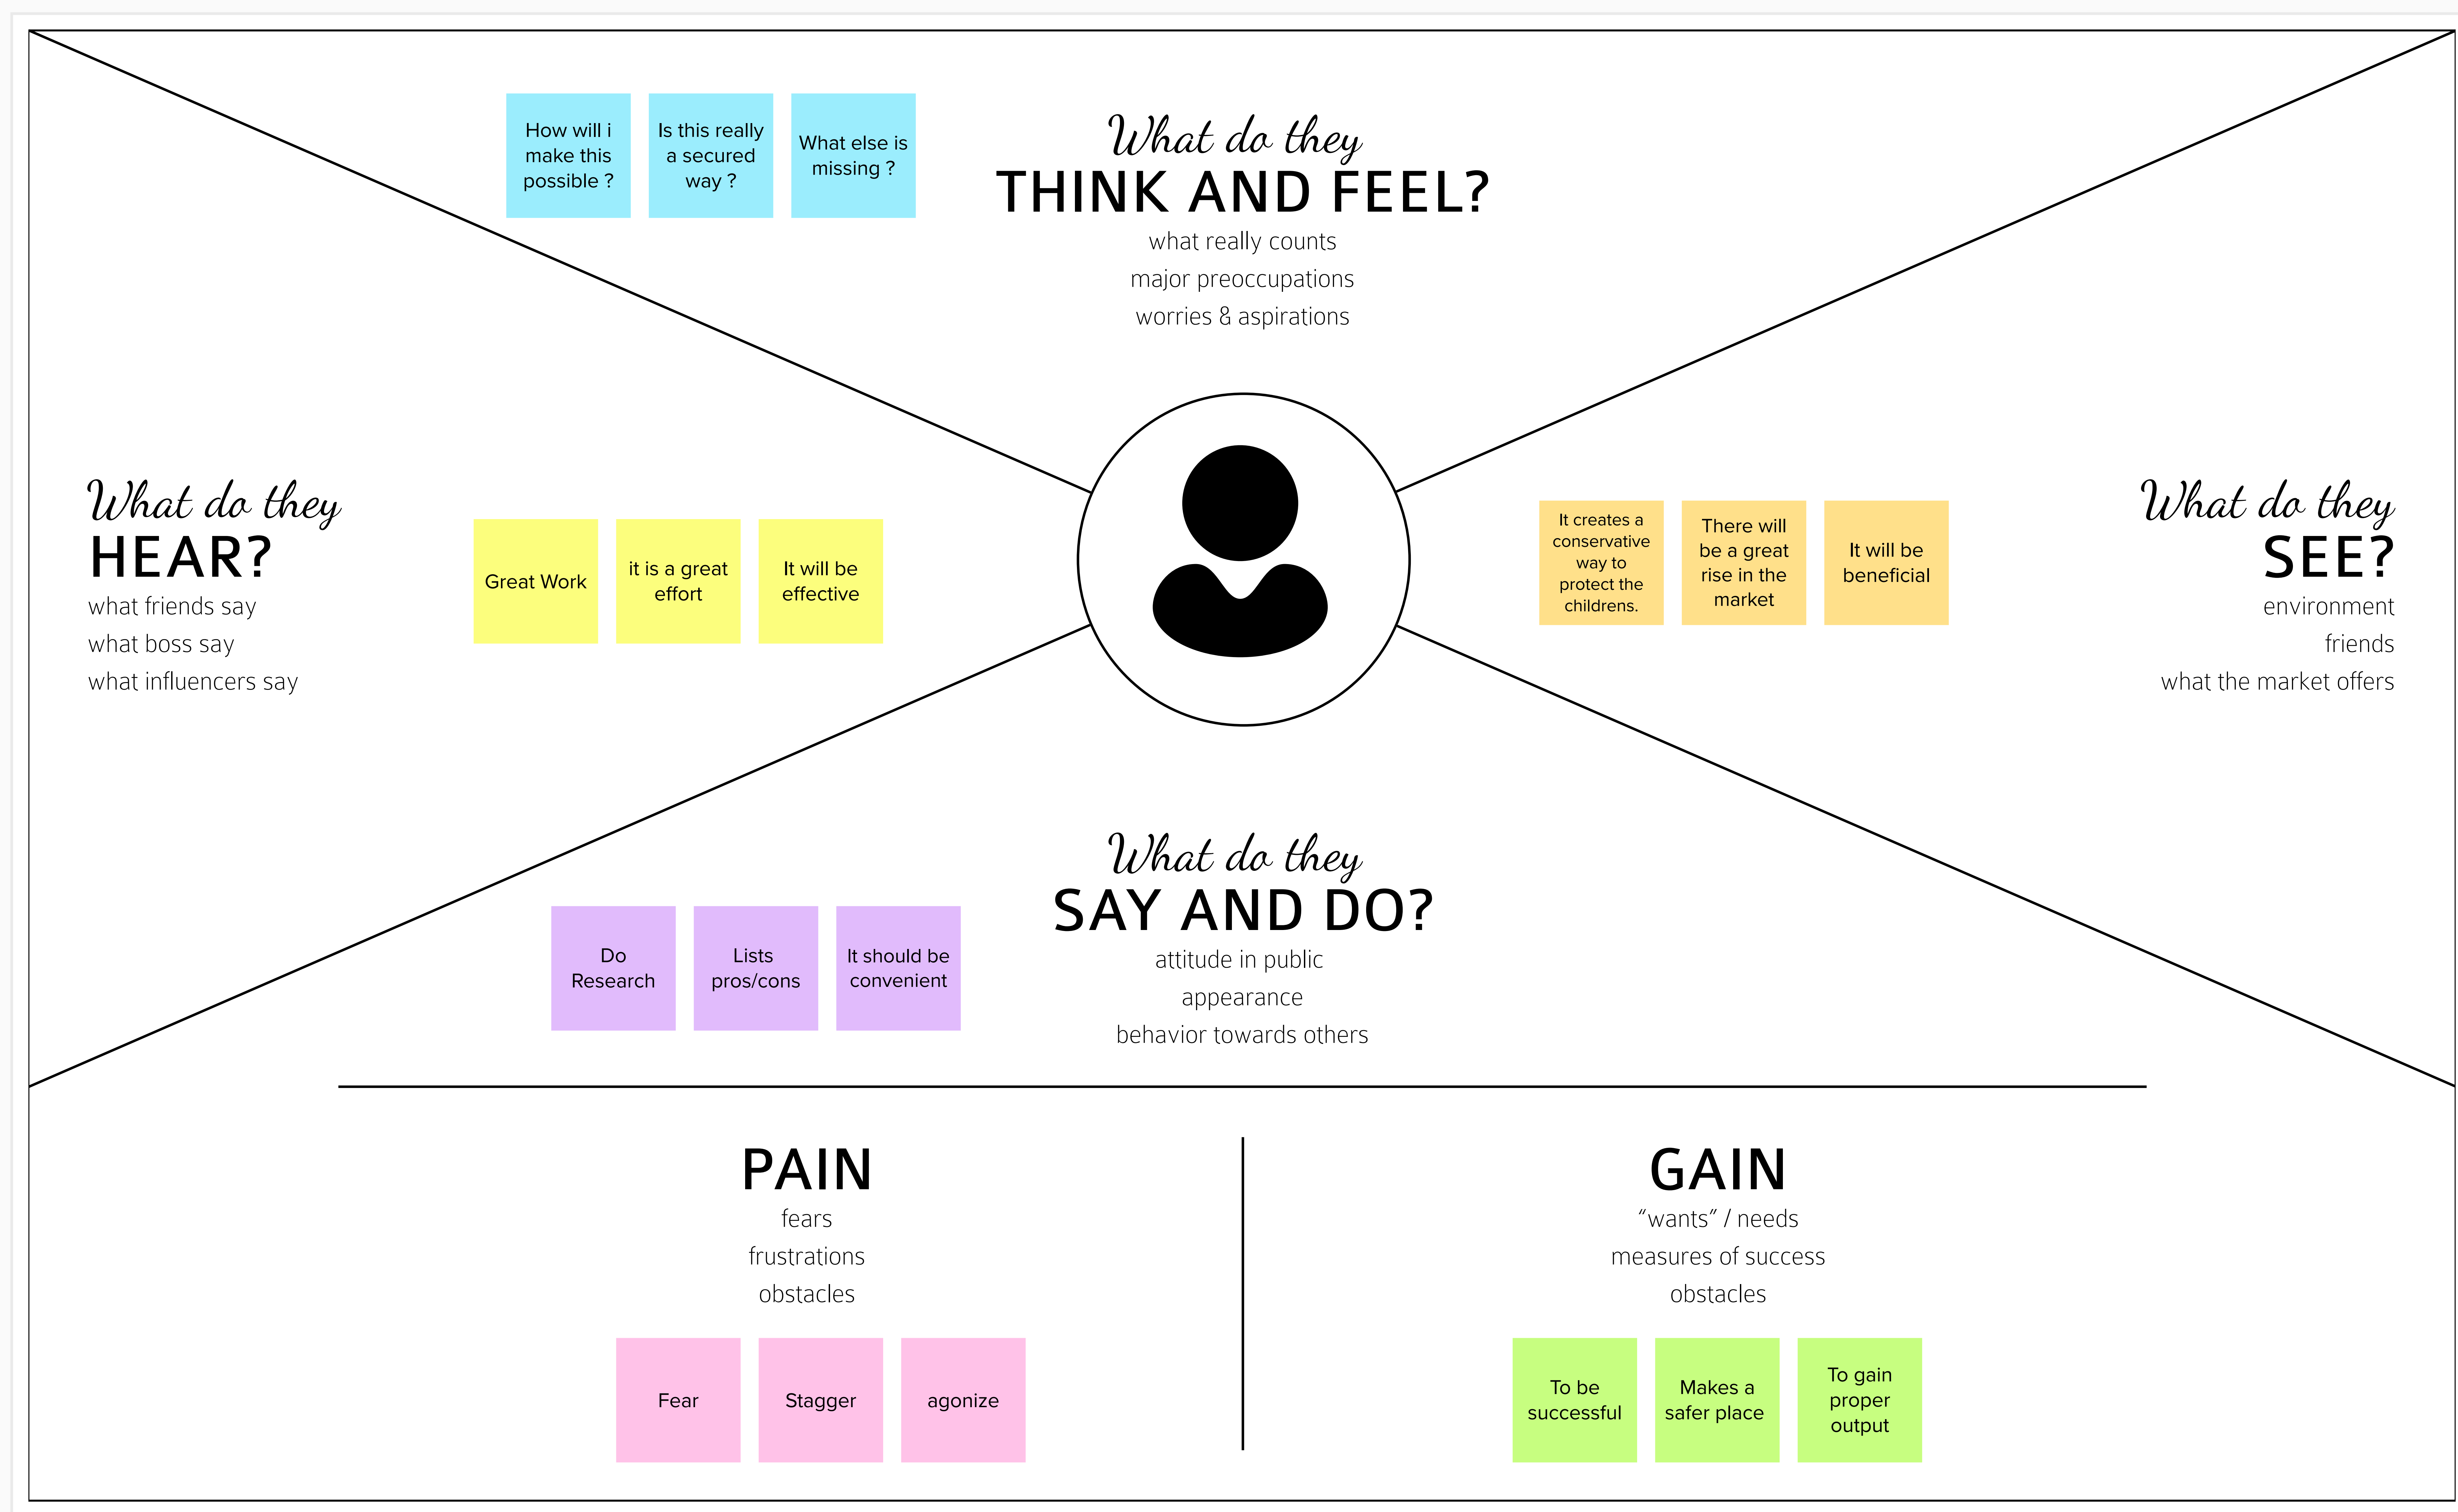 How will i
make this
possible ?
Is this really
a secured
way ?
What else is
missing ?
What do they
THINK AND FEEL?
what really counts
major preoccupations
worries & aspirations
What do they
HEAR?
what friends say
what boss say
what influencers say
Great Work
it is a great
effort
It will be
effective
It creates a
conservative
way to
protect the
childrens.
There will
be a great
rise in the
market
It will be
beneficial
What do they
SEE?
environment
friends
what the market offers
What do they
SAY AND DO?
attitude in public
appearance
behavior towards others
Do
Research
Lists
pros/cons
It should be
convenient
PAIN
fears
frustrations
obstacles
Fear
Stagger
agonize
GAIN
“wants” / needs
measures of success
obstacles
To be
successful
Makes a
safer place
To gain
proper
output